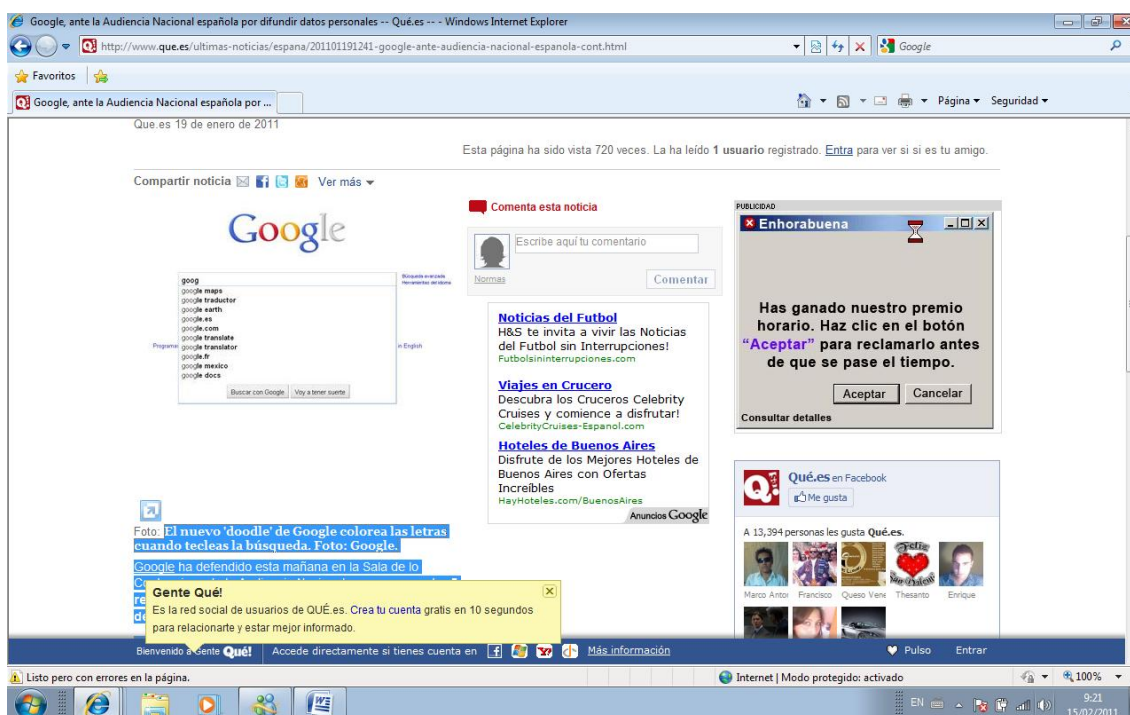 Google, ante la Audiencia Nacional española por difundir datos personales -- Qué.es -- - Windows Internet Explorer
http://www.que.es/ultimas-noticias/espana/201101191241-google-ante-audiencia-nacional-espanola-cont.html
Google
Favoritos
Google, ante la Audiencia Nacional española por ...
Página
Seguridad
Que.es 19 de enero de 2011
Esta página ha sido vista 720 veces. La ha leído 1 usuario registrado. Entra para ver si si es tu amigo.
Compartir noticia
Ver más
Google
goog
google maps
google traductor
google earth
google.es
google.com
google translate
google translator
google.fr
google mexico
google docs
Búsqueda avanzada
Herramientas del idioma
in English
Buscar con Google
Voy a tener suerte
Foto: El nuevo 'doodle' de Google colorea las letras
cuando tecleas la búsqueda. Foto: Google.
Google ha defendido esta mañana en la Sala de lo
Comenta esta noticia
Escribe aquí tu comentario
Normas
Comentar
Noticias del Futbol
H&S te invita a vivir las Noticias
del Futbol sin Interrupciones!
Futbolsininterrupciones.com
Viajes en Crucero
Descubra los Cruceros Celebrity
Cruises y comience a disfrutar!
CelebrityCruises-Espanol.com
Hoteles de Buenos Aires
Disfrute de los Mejores Hoteles de
Buenos Aires con Ofertas
Increíbles
HayHoteles.com/BuenosAires
Anuncios Google
PUBLICIDAD
Enhorabuena
Has ganado nuestro premio
horario. Haz clic en el botón
“Aceptar” para reclamarlo antes
de que se pase el tiempo.
Aceptar
Cancelar
Consultar detalles
Qué.es en Facebook
Me gusta
A 13,394 personas les gusta Qué.es.
Marco Antor
Francisco
Queso Vene
Thesanto
Enrique
Gente Qué!
Es la red social de usuarios de QUÉ.es. Crea tu cuenta gratis en 10 segundos
para relacionarte y estar mejor informado.
Bienvenido a Gente Qué!
Accede directamente si tienes cuenta en
Más información
Pulso
Entrar
Listo pero con errores en la página.
Internet | Modo protegido: activado
100%
EN
9:21
15/02/2011